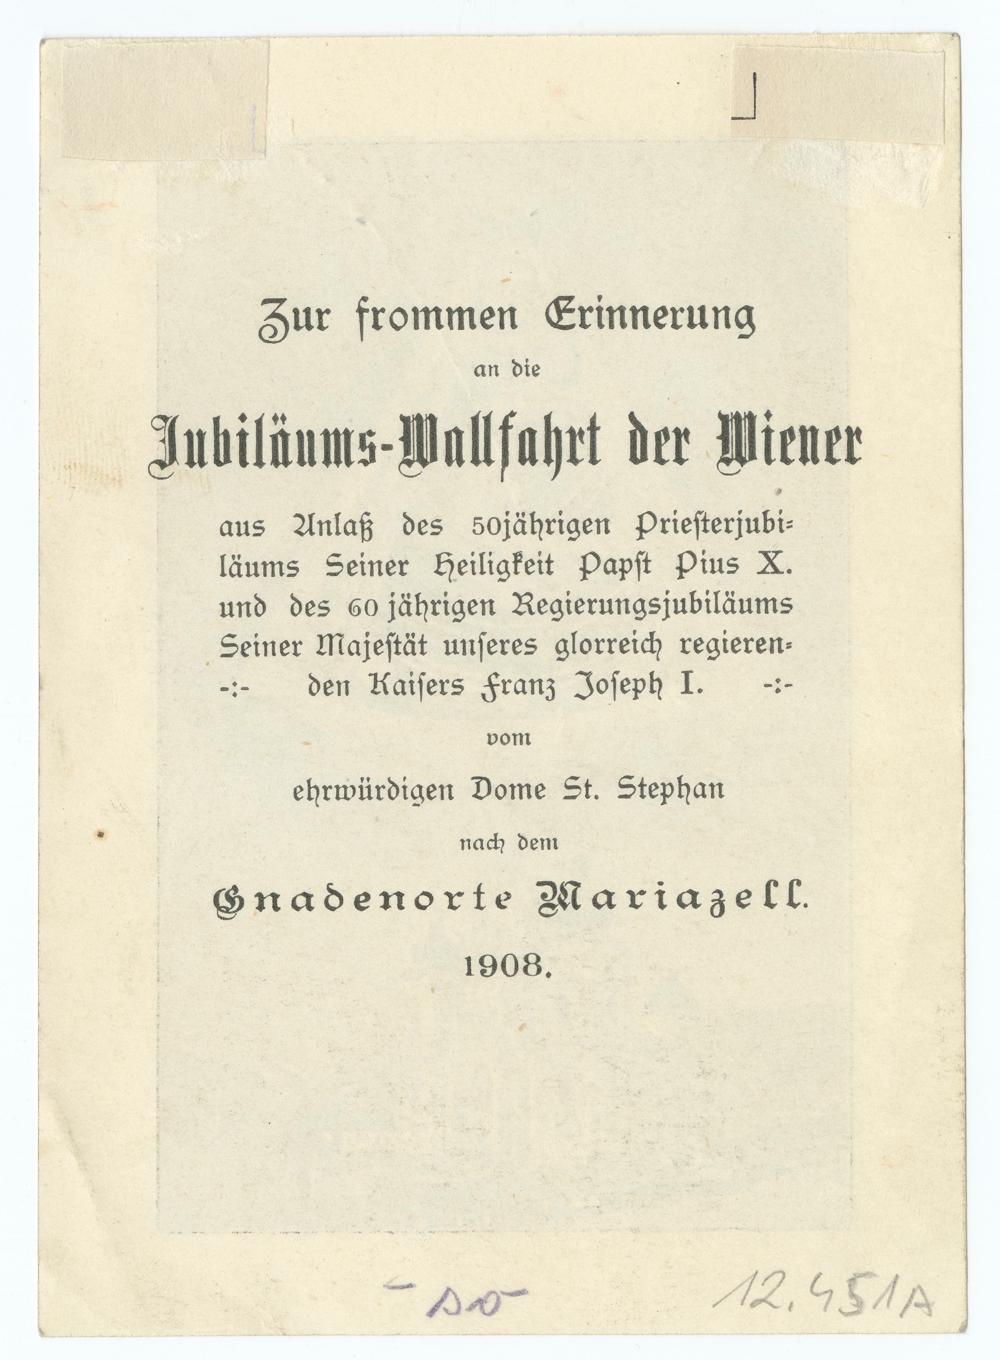 Zur frommen Erinnerung
an die
Jubiläums-Wallfahrt der Wiener
aus Anlaß des 50jährigen Priesterjubi-
läums Seiner Heiligkeit Papst Pius X.
und des 60 jährigen Regierungsjubiläums
Seiner Majestät unseres glorreich regieren-
-:- den Kaisers Franz Joseph I. -:-
vom
ehrwürdigen Dome St. Stephan
nach dem
Gnadenorte Mariazell.
1908.
12.451A